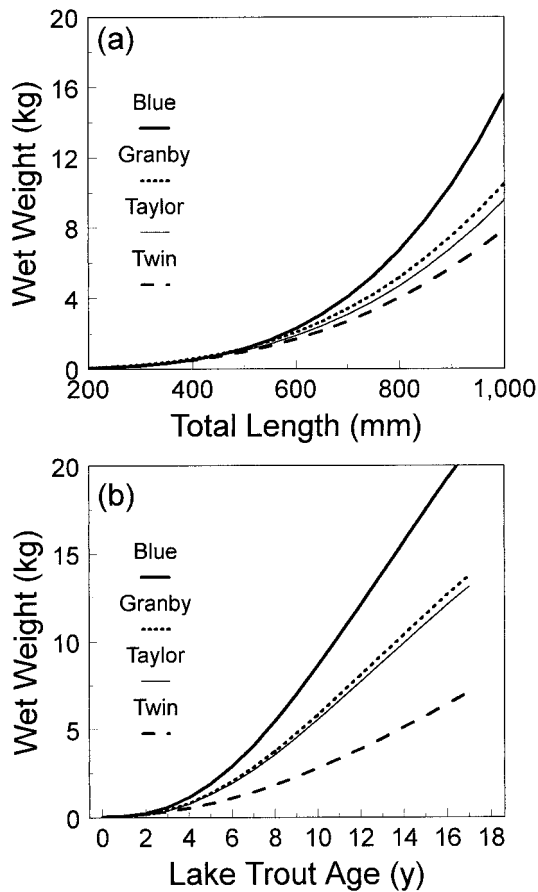 (a)
Wet Weight (kg)
20
16
12
8
4
0
Blue
Granby
Taylor
Twin
200 400 600 800 1,000
Total Length (mm)
(b)
Wet Weight (kg)
20
15
10
5
0
Blue
Granby
Taylor
Twin
0 2 4 6 8 10 12 14 16 18
Lake Trout Age (y)